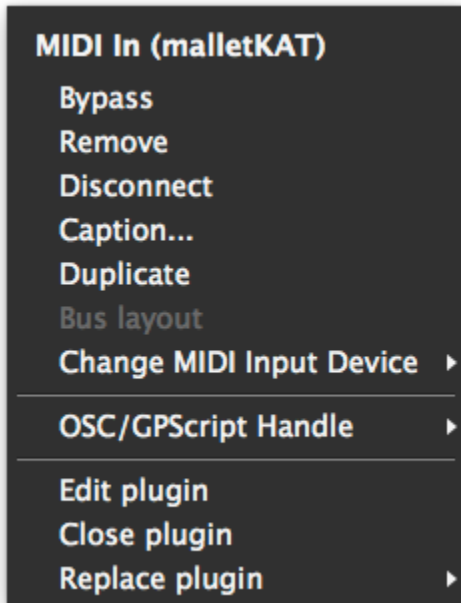 MIDI In (malletKAT)
Bypass
Remove
Disconnect
Caption...
Duplicate
Bus layout
Change MIDI Input Device
OSC/GPScript Handle
Edit plugin
Close plugin
Replace plugin